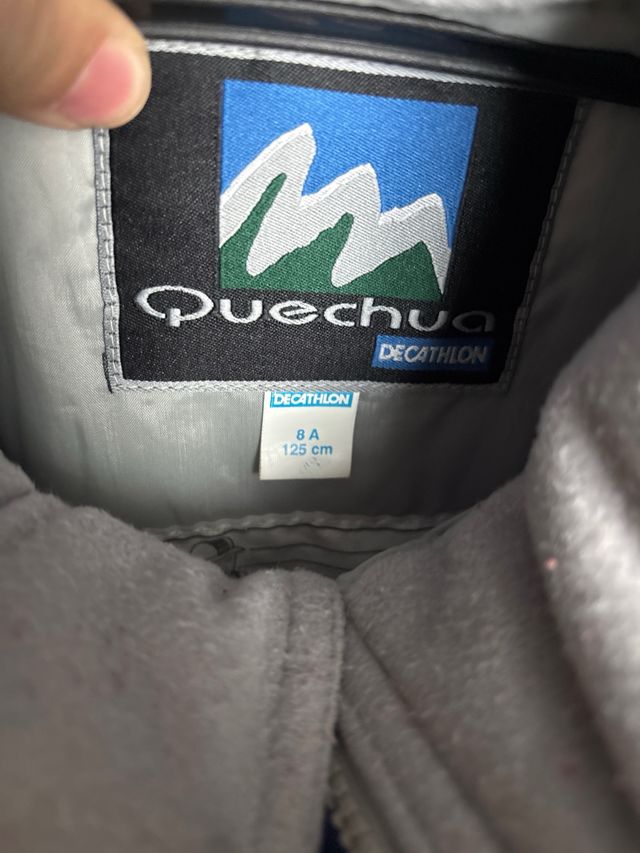 Quechua
DECATHLON
DECATHLON
8 A
125 cm